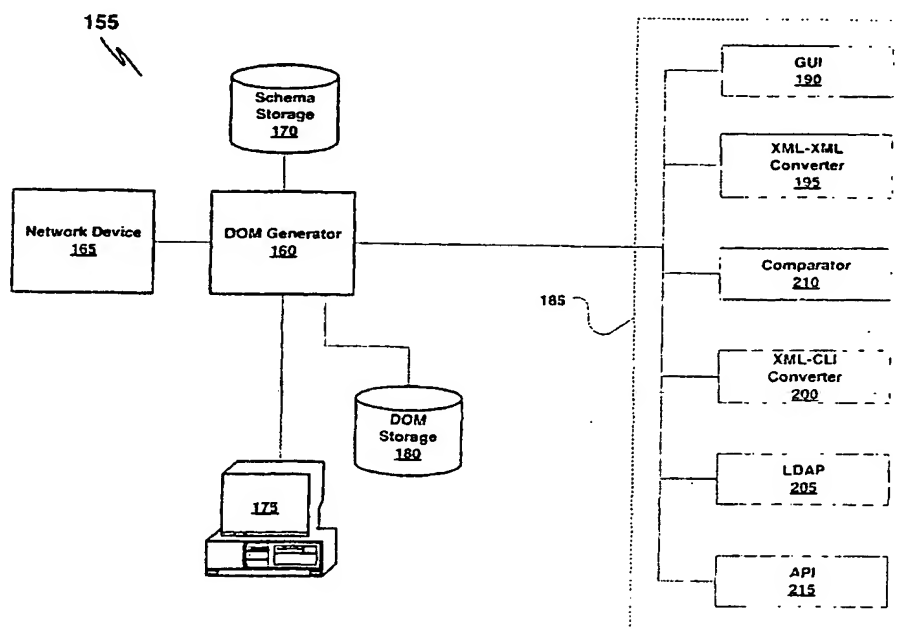 155
Schema
Storage
170
Network Device
165
DOM Generator
160
DOM
Storage
180
175
185
GUI
190
XML-XML
Converter
195
Comparator
210
XML-CLI
Converter
200
LDAP
205
API
215